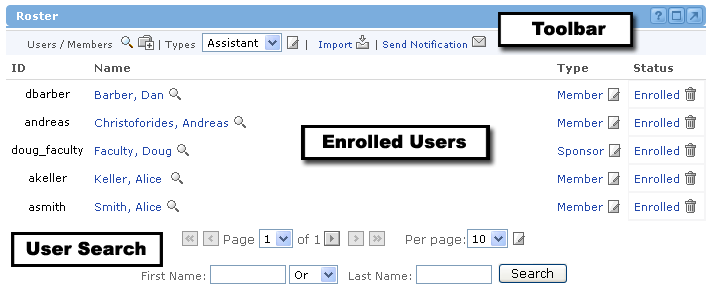 Roster
Toolbar
Users / Members | Types Assistant | Import | Send Notification
ID Name Type Status
dbarber Barber, Dan Member Enrolled
andreas Christoforides, Andreas Member Enrolled
Enrolled Users
doug_faculty Faculty, Doug Sponsor Enrolled
akeller Keller, Alice Member Enrolled
asmith Smith, Alice Member Enrolled
User Search
Page 1 of 1 Per page: 10
First Name: Or Last Name: Search